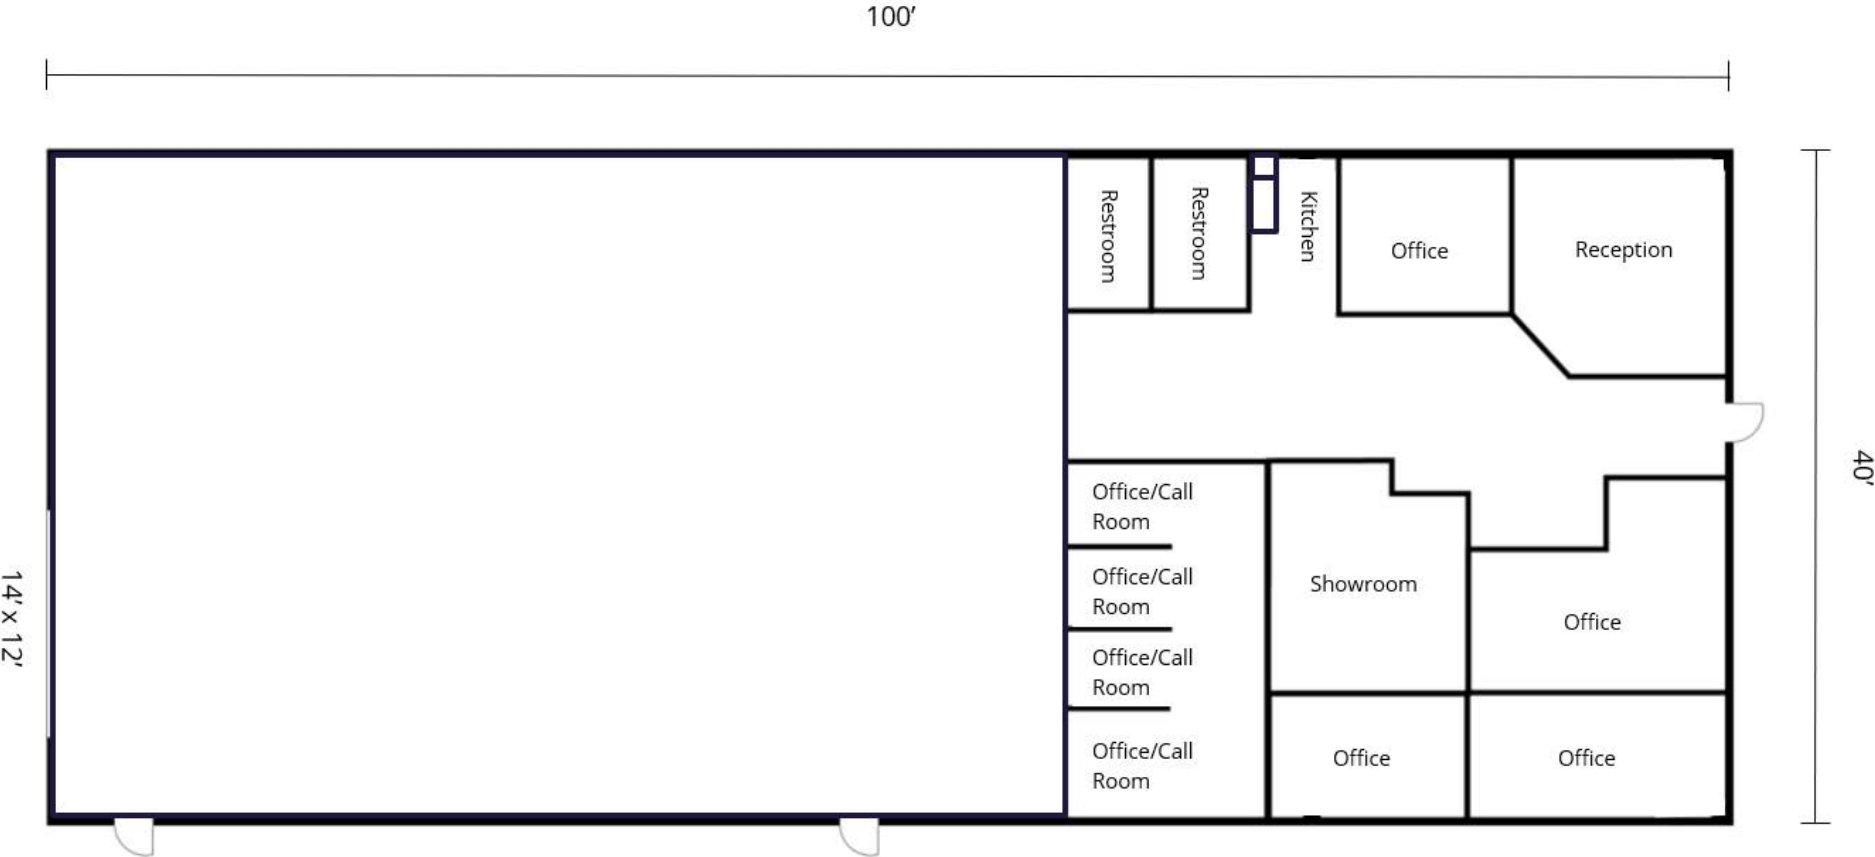 100’
Restroom
Restroom
Kitchen
Office
Reception
40’
14’ x 12’
Office/Call
Room
Office/Call
Room
Office/Call
Room
Office/Call
Room
Showroom
Office
Office
Office